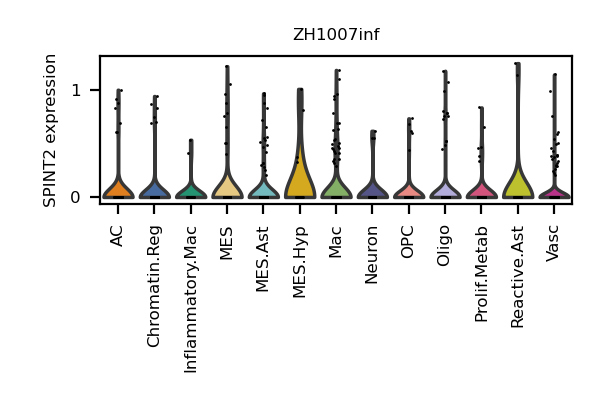 ZH1007inf
SPINT2 expression
1
0
AC
Chromatin.Reg
Inflammatory.Mac
MES
MES.Ast
MES.Hyp
Mac
Neuron
OPC
Oligo
Prolif.Metab
Reactive.Ast
Vasc